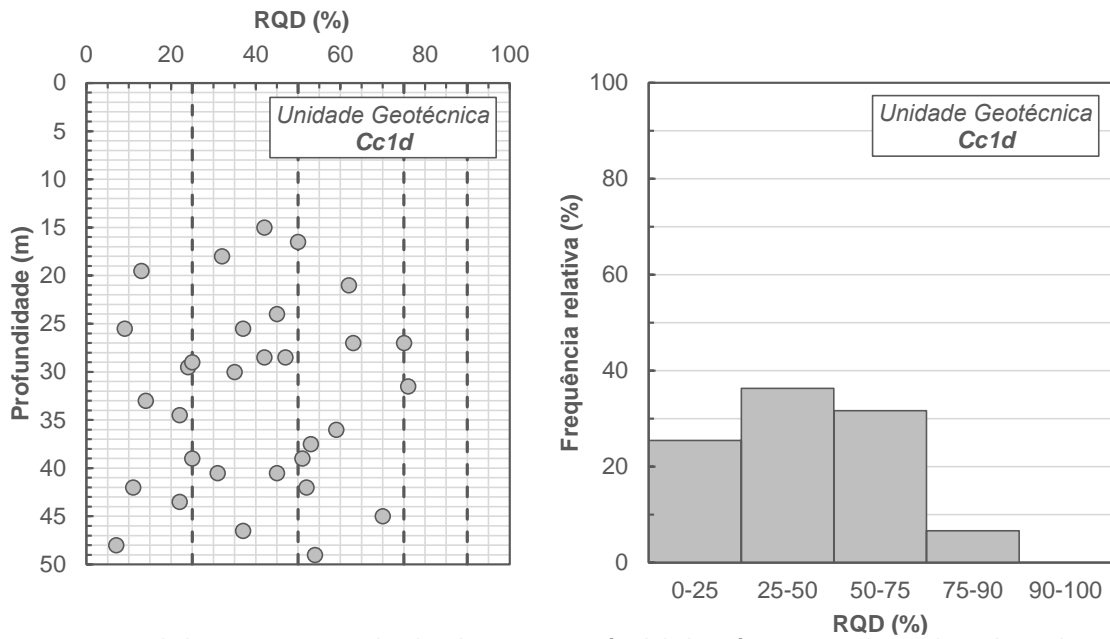 RQD (%)
0 20 40 60 80 100
Unidade Geotécnica
Cc1d
Profundidade (m)
0
5
10
15
20
25
30
35
40
45
50
Unidade Geotécnica
Cc1d
Frequência relativa (%)
100
80
60
40
20
0
0-25 25-50 50-75 75-90 90-100
RQD (%)